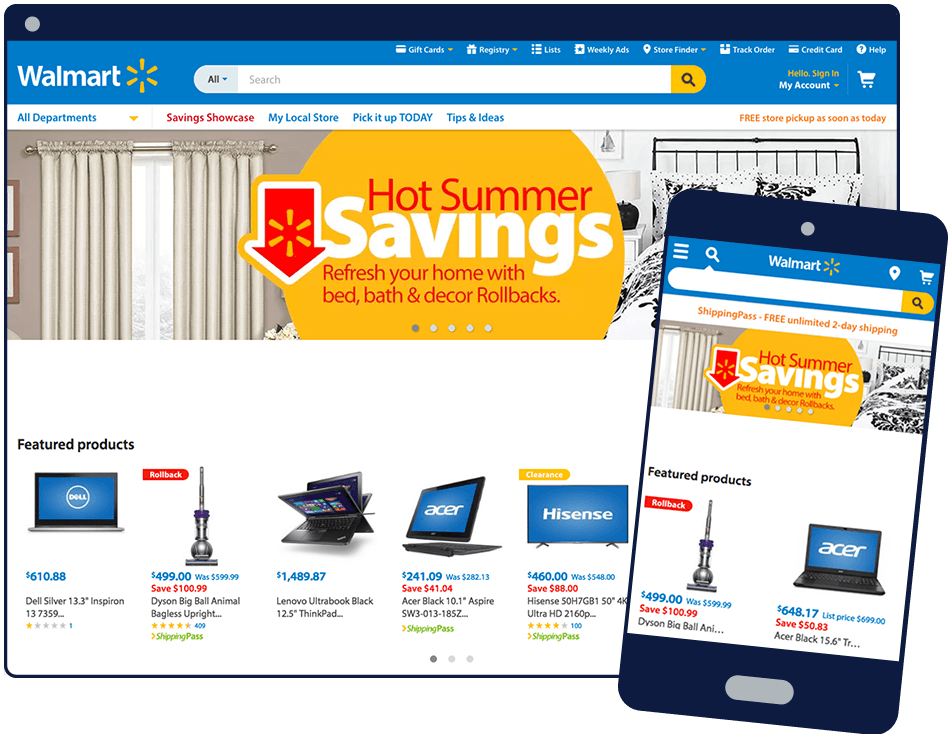 Gift Cards Registry Lists Weekly Ads Store Finder Track Order Credit Card Help
Walmart
All Search
Hello. Sign In
My Account
All Departments Savings Showcase My Local Store Pick it up TODAY Tips & Ideas FREE store pickup as soon as today
Hot Summer
Savings
Refresh your home with
bed, bath & decor Rollbacks.
Featured products
DELL
$610.88
Dell Silver 13.3" Inspiron
13 7359...
1
Rollback
$499.00 Was $599.99
Save $100.99
Dyson Big Ball Animal
Bagless Upright...
409
ShippingPass
$1,489.87
Lenovo Ultrabook Black
12.5" ThinkPad...
acer
$241.09 Was $282.13
Save $41.04
Acer Black 10.1" Aspire
SW3-013-185Z...
ShippingPass
Clearance
Hisense
$460.00 Was $548.00
Save $88.00
Hisense 50H7GB1 50" 4K
Ultra HD 2160p...
100
ShippingPass
Walmart
ShippingPass - FREE unlimited 2-day shipping
Hot Summer
Savings
Refresh your home with
bed, bath & decor Rollbacks.
Featured products
Rollback
$499.00 Was $599.99
Save $100.99
Dyson Big Ball Ani...
acer
$648.17 List price $699.00
Save $50.83
Acer Black 15.6" Tr...